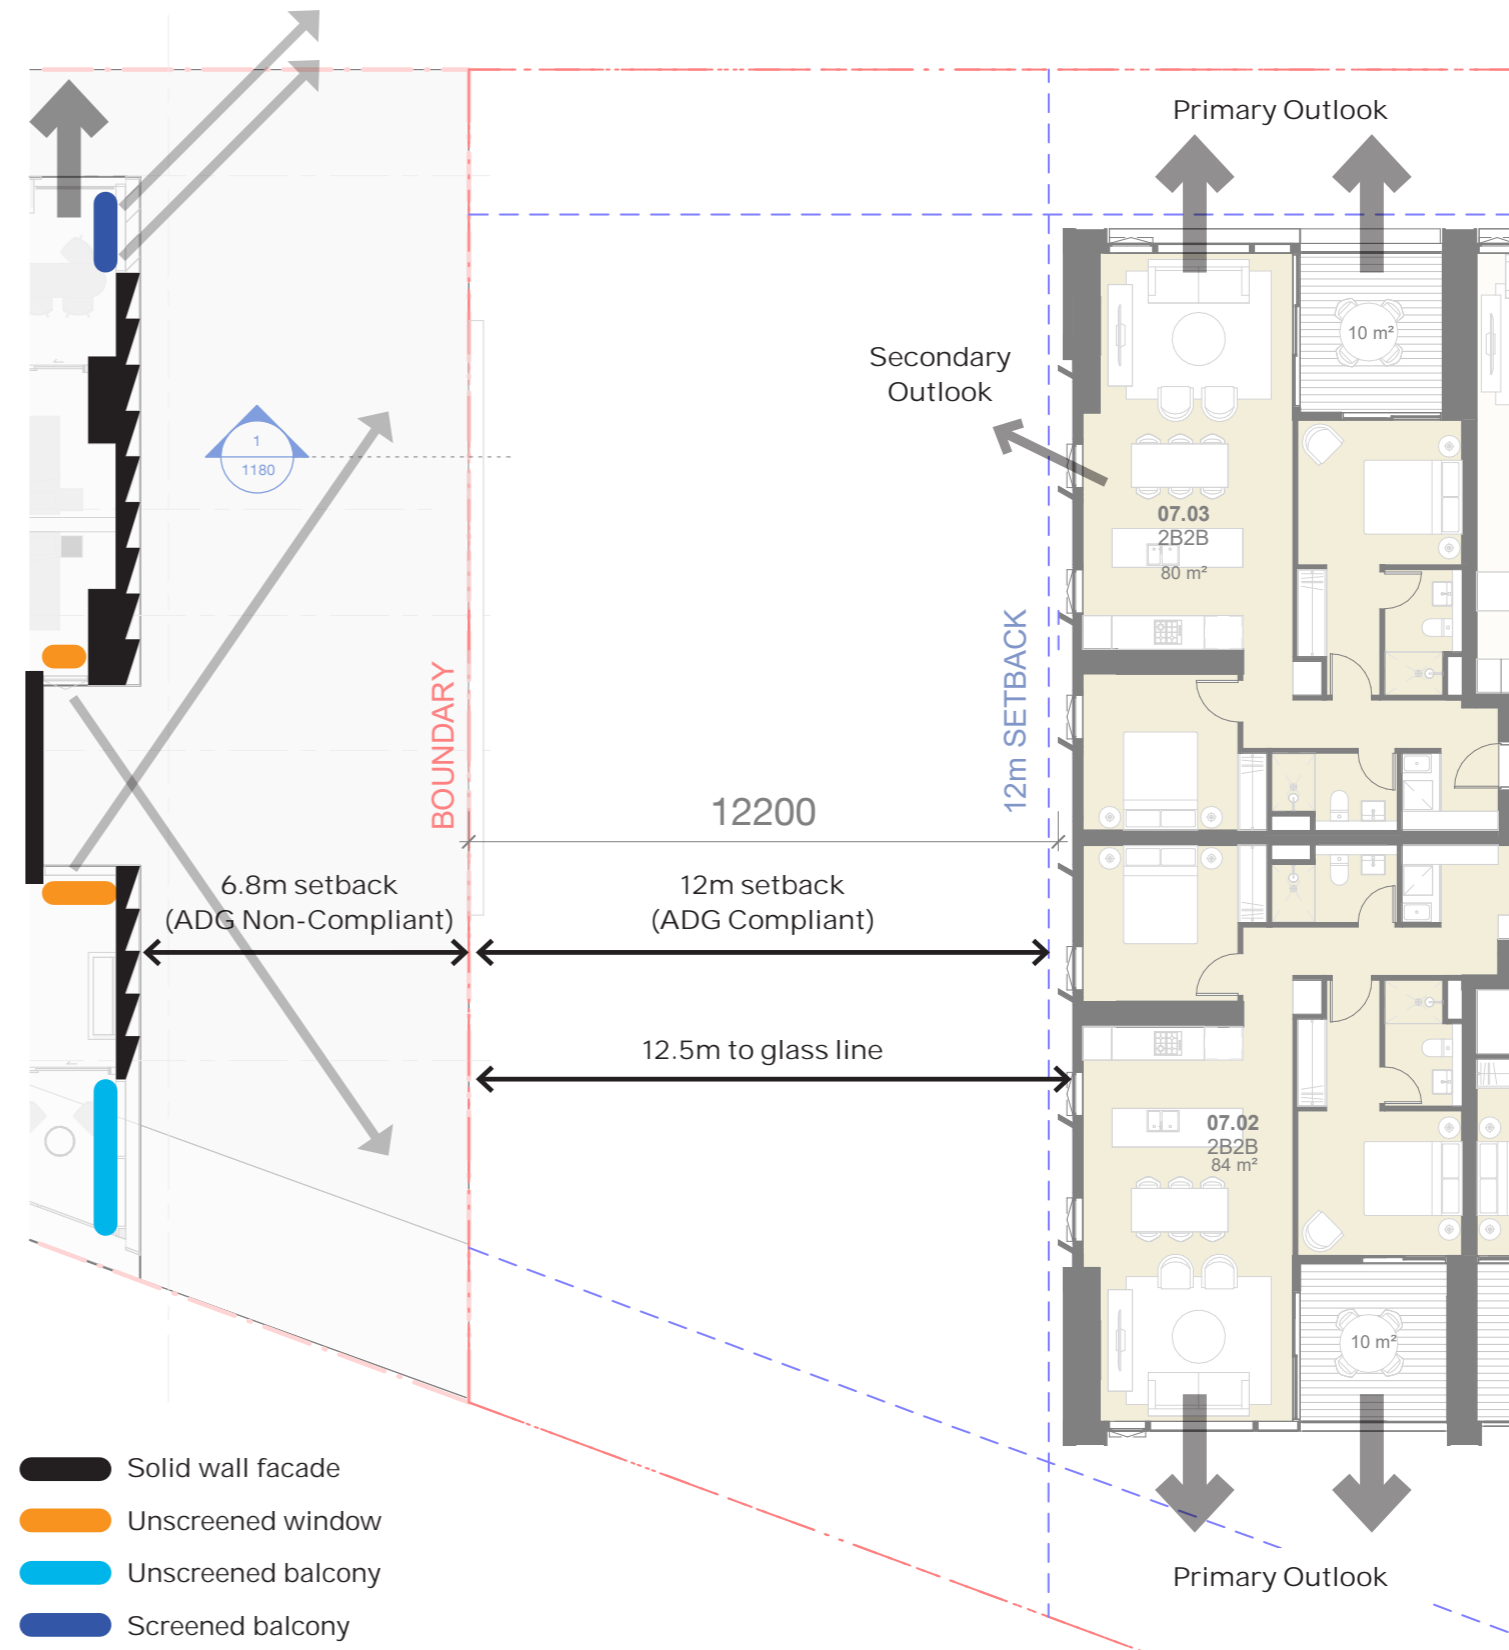 Primary Outlook
10 m²
Secondary
Outlook
1
1180
07.03
2B2B
80 m²
BOUNDARY
12m SETBACK
12200
6.8m setback
(ADG Non-Compliant)
12m setback
(ADG Compliant)
12.5m to glass line
07.02
2B2B
84 m²
10 m²
Solid wall facade
Unscreened window
Unscreened balcony
Screened balcony
Primary Outlook